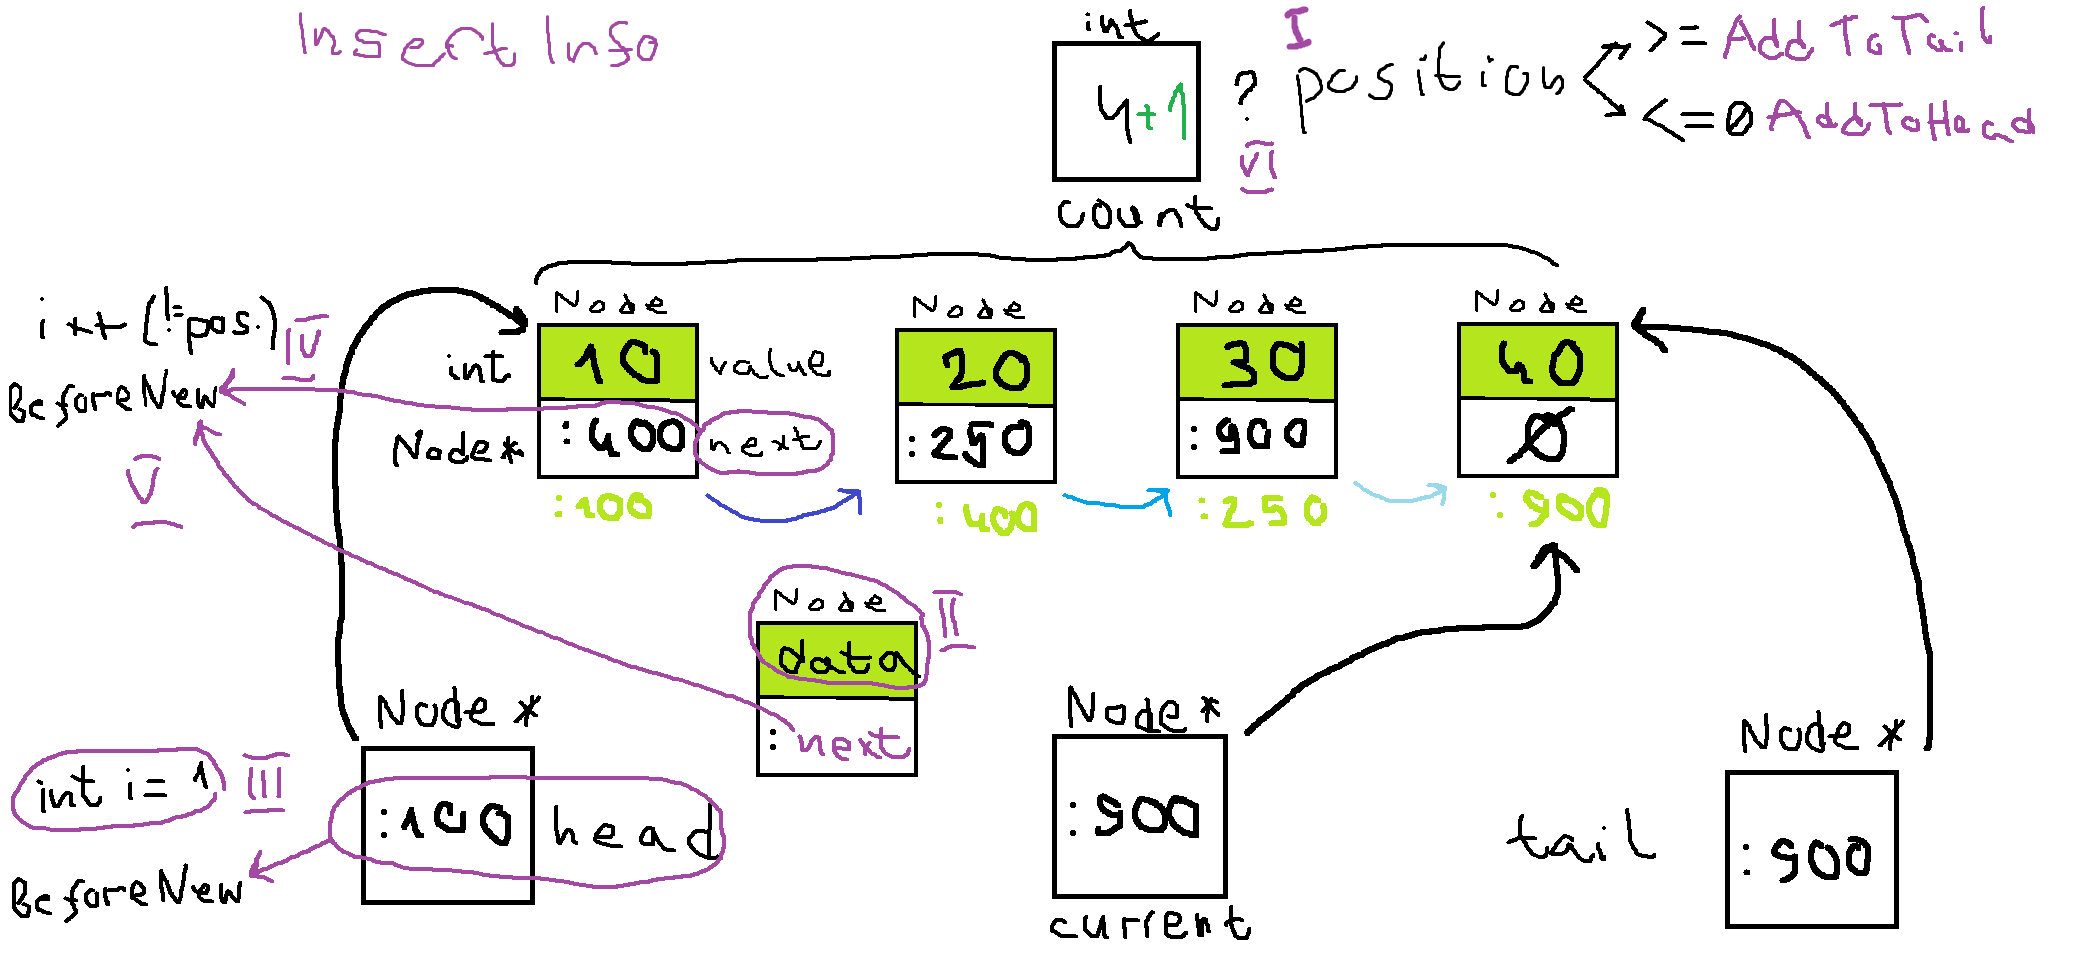 Insert Info
int
4+1
count
?
VI
I
position
>= AddToTail
<=0 AddToHead
i++ (!=pos.)
IV
BeforeNew
V
Node
int
10
value
Node*
:400
next
:100
Node
20
:250
:400
Node
30
:900
:250
Node
40
0
:900
Node
II
data
:next
int i=1
III
BeforeNew
Node*
:100
head
Node*
:900
current
tail
Node*
:900